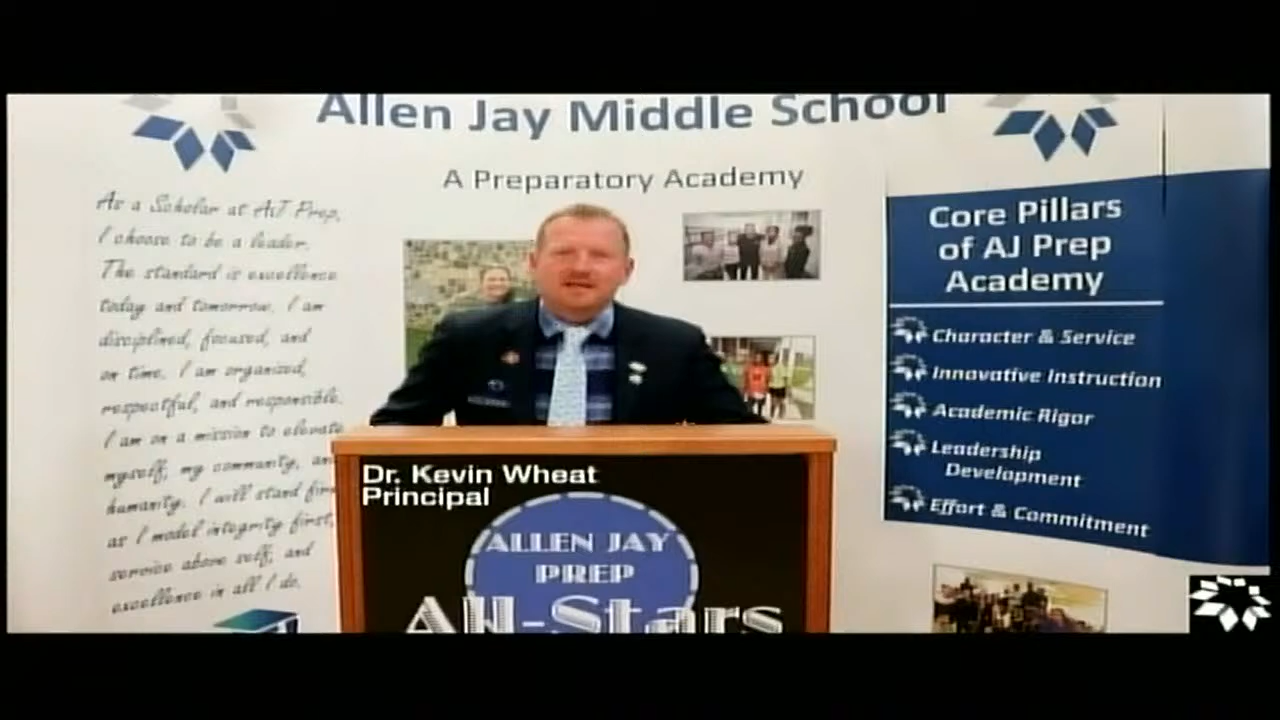 Allen Jay Middle School
A Preparatory Academy
As a Scholar at AJ Prep,
I choose to be a leader.
The standard is excellence
today and tomorrow. I am
disciplined, focused, and
on time. I am organized,
respectful, and responsible.
I am on a mission to elevate
myself, my community, and
humanity. I will stand firm
as I model integrity first,
service above self, and
excellence in all I do.
Core Pillars
of AJ Prep
Academy
Character & Service
Innovative Instruction
Academic Rigor
Leadership
Development
Effort & Commitment
Dr. Kevin Wheat
Principal
ALLEN JAY
PREP
All-Stars